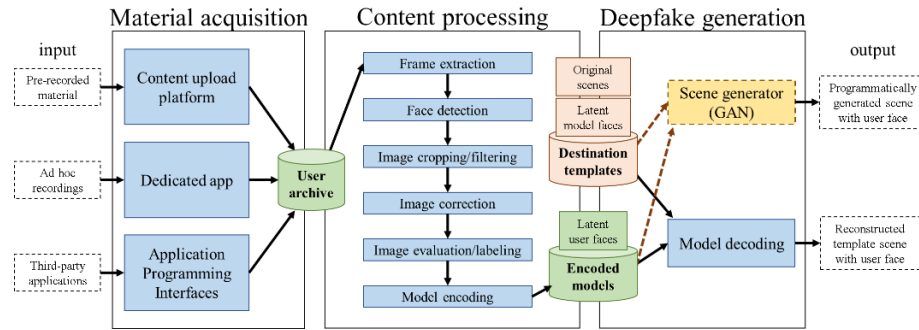 Material acquisition
Content processing
Deepfake generation
input
output
Pre-recorded
material
Content upload
platform
Ad hoc
recordings
Dedicated app
Third-party
applications
Application
Programming
Interfaces
User
archive
Frame extraction
Face detection
Image cropping/filtering
Image correction
Image evaluation/labeling
Model encoding
Original
scenes
Latent
model faces
Destination
templates
Latent
user faces
Encoded
models
Scene generator
(GAN)
Model decoding
Programmatically
generated scene
with user face
Reconstructed
template scene
with user face